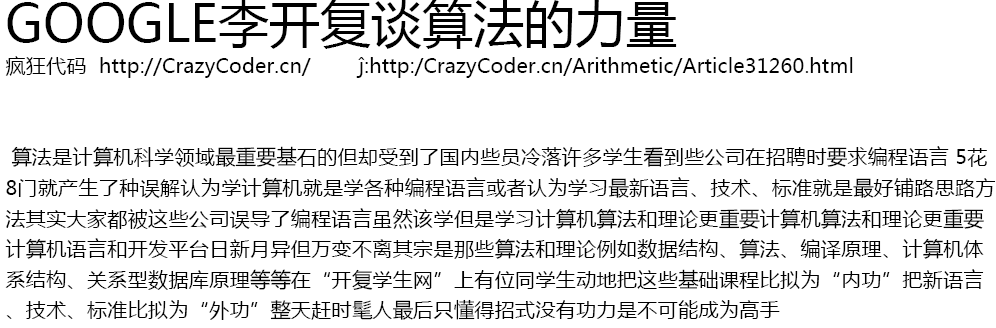 GOOGLE李开复谈算法的力量
疯狂代码 http://CrazyCoder.cn/ ĵ:http:/CrazyCoder.cn/Arithmetic/Article31260.html
算法是计算机科学领域最重要基石的但却受到了国内些员冷落许多学生看到些公司在招聘时要求编程语言 5花
8门就产生了种误解认为学计算机就是学各种编程语言或者认为学习最新语言、技术、标准就是最好铺路思路方
法其实大家都被这些公司误导了编程语言虽然该学但是学习计算机算法和理论更重要计算机算法和理论更重要
计算机语言和开发平台日新月异但万变不离其宗是那些算法和理论例如数据结构、算法、编译原理、计算机体
系结构、关系型数据库原理等等在“开复学生网”上有位同学生动地把这些基础课程比拟为“内功”把新语言
、技术、标准比拟为“外功”整天赶时髦人最后只懂得招式没有功力是不可能成为高手